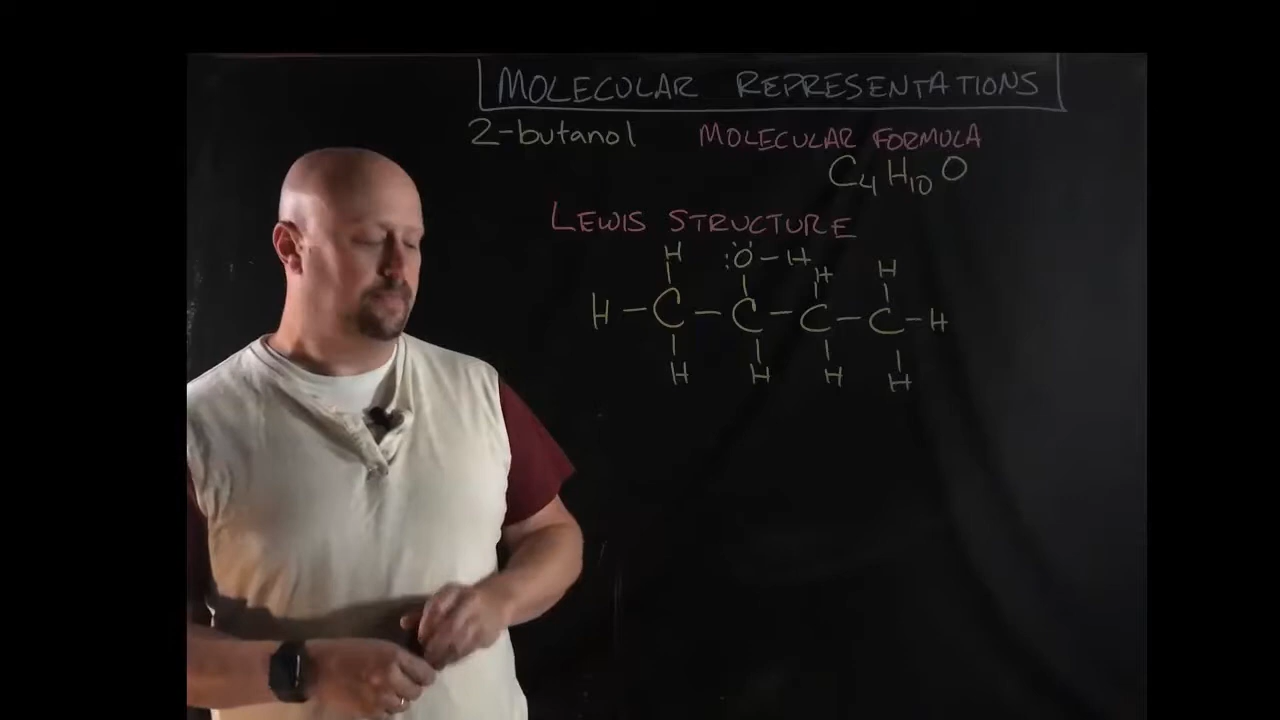 MOLECULAR REPRESENTATIONS
2-butanol MOLECULAR FORMULA
C4H10O
LEWIS STRUCTURE
H :Ö-H H H
H-C-C-C-C-H
H H H H